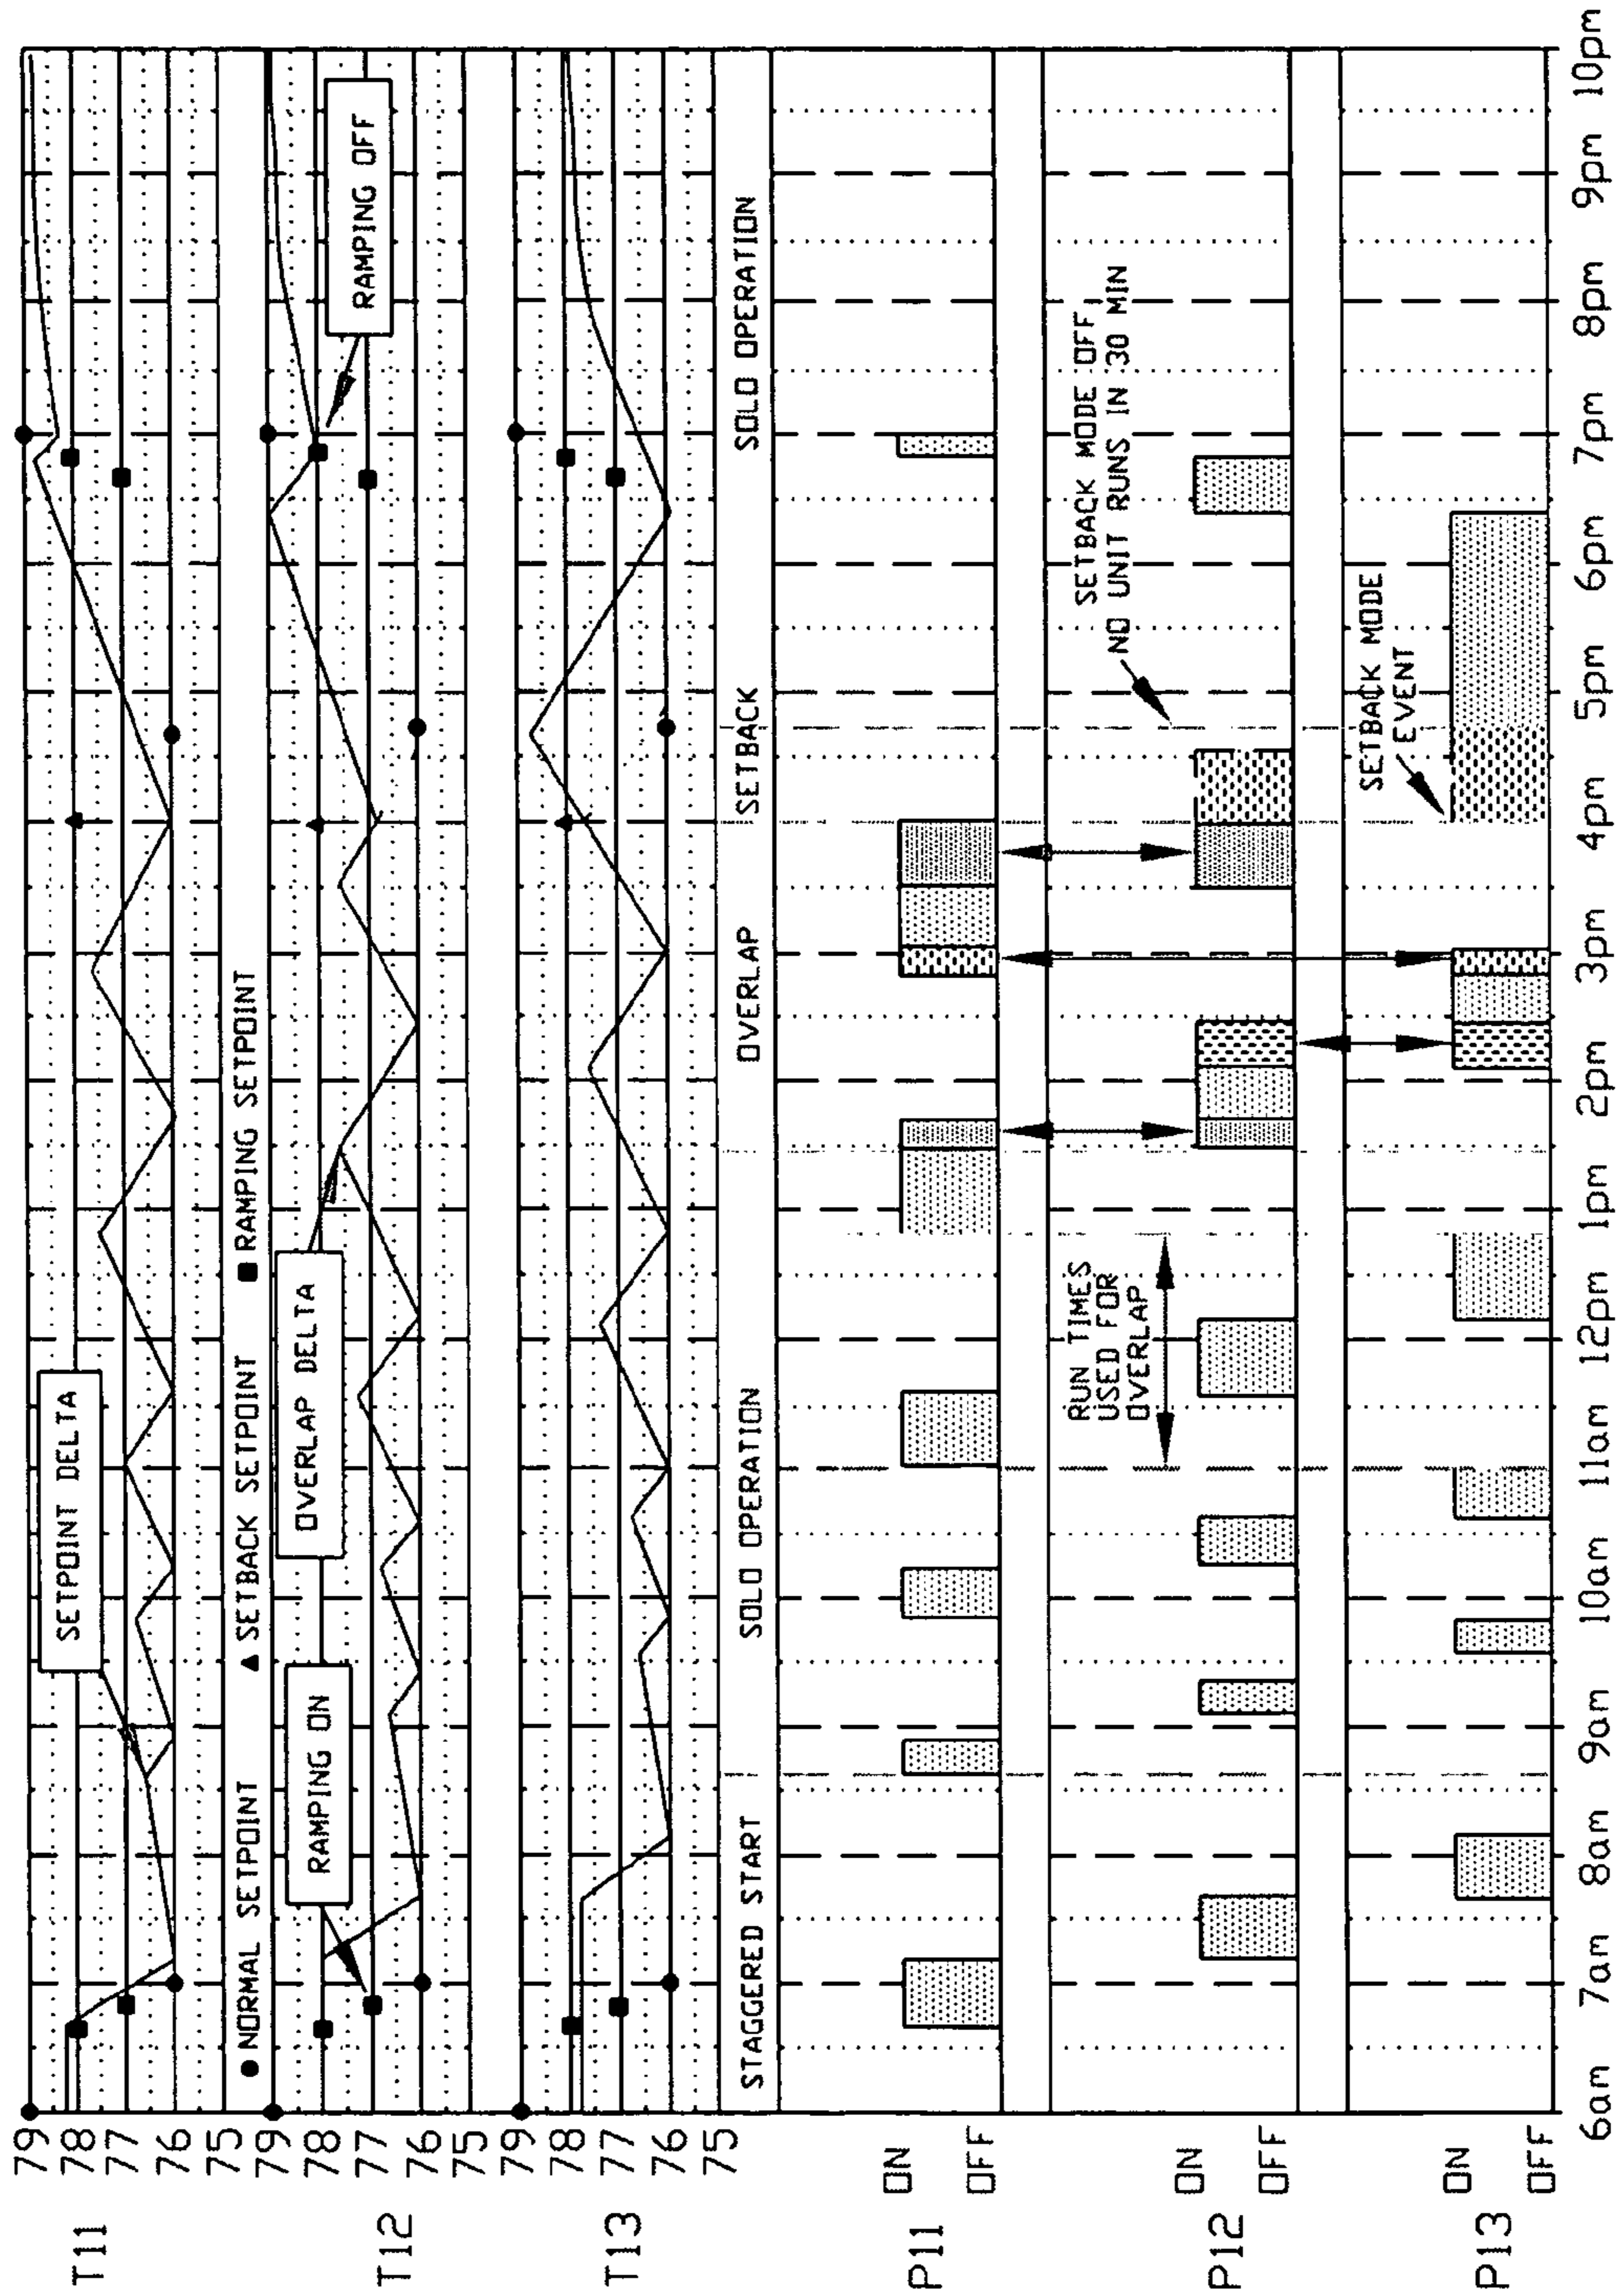 T11
79
78
77
76
75
SETPOINT DELTA
● NORMAL SETPOINT ▲ SETBACK SETPOINT ■ RAMPING SETPOINT
T12
79
78
77
76
75
RAMPING ON
OVERLAP DELTA
RAMPING OFF
T13
79
78
77
76
75
STAGGERED START SOLO OPERATION OVERLAP SETBACK SOLO OPERATION
P11
ON
OFF
RUN TIMES
USED FOR
OVERLAP
SETBACK MODE OFF,
NO UNIT RUNS IN 30 MIN
P12
ON
OFF
SETBACK MODE
EVENT
P13
ON
OFF
6am 7am 8am 9am 10am 11am 12pm 1pm 2pm 3pm 4pm 5pm 6pm 7pm 8pm 9pm 10pm